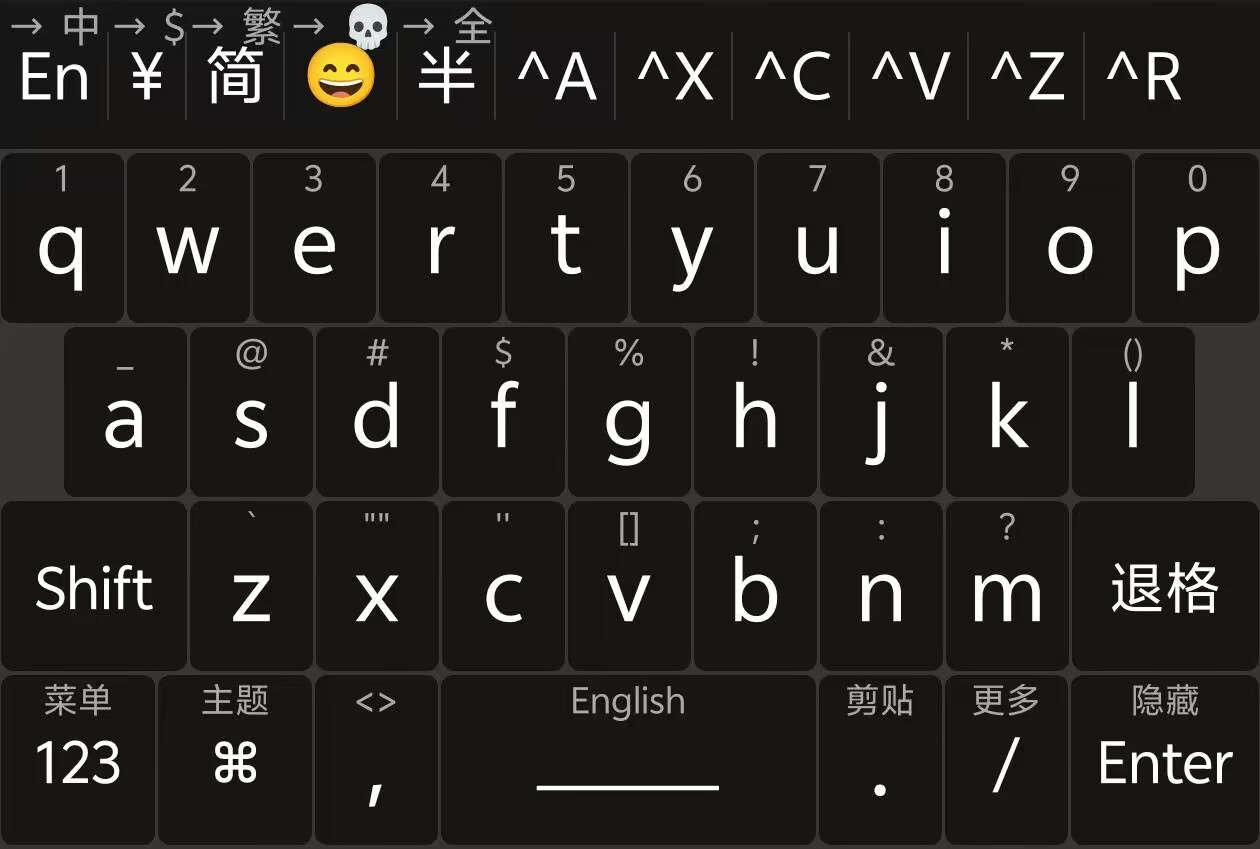 → 中 → $ → 繁 → 💀 → 全
En ¥ 简 😄 半 ^A ^X ^C ^V ^Z ^R
1 2 3 4 5 6 7 8 9 0
q w e r t y u i o p
_ @ # $ % ! & * ()
a s d f g h j k l
` "" '' [] ; : ?
Shift z x c v b n m 退格
菜单 主题 <> English 剪贴 更多 隐藏
123 ⌘ , . / Enter